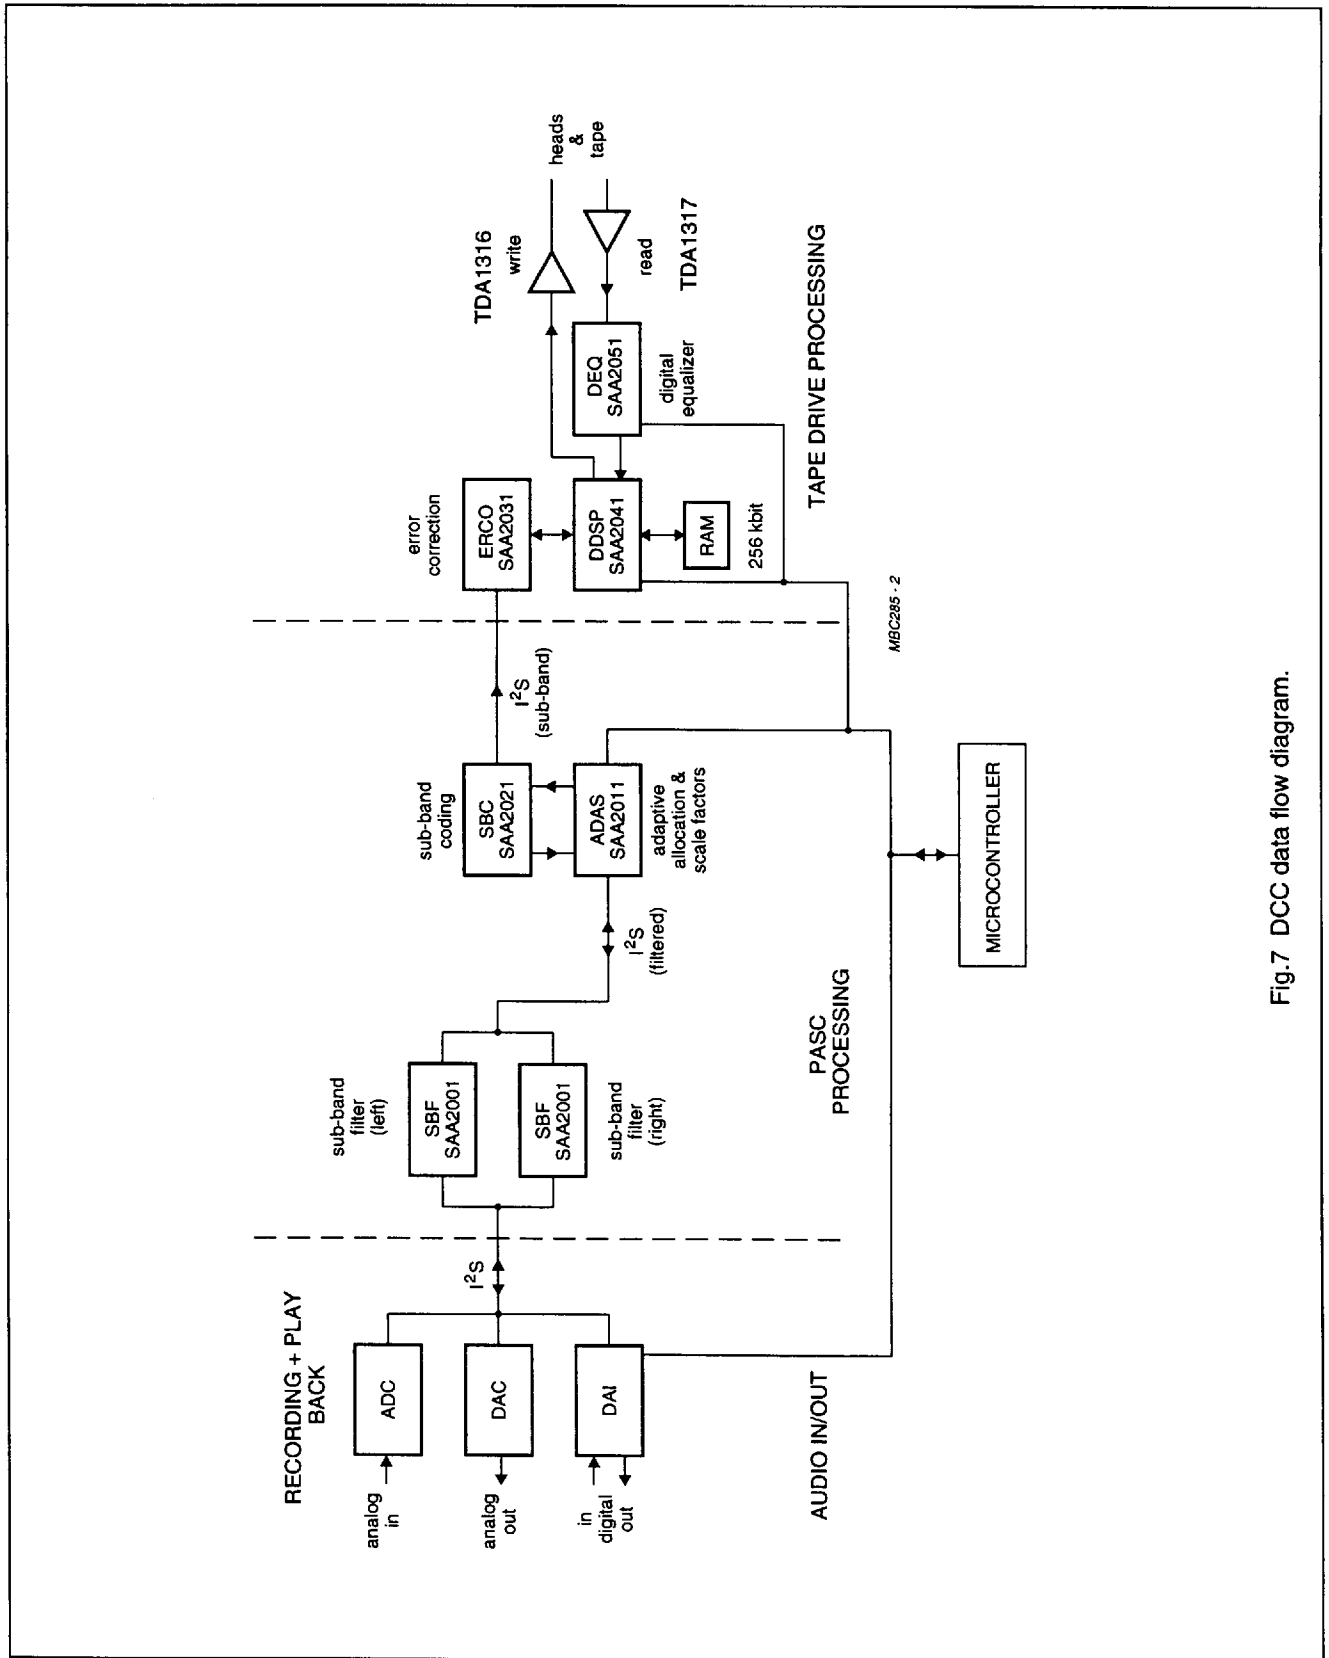 RECORDING + PLAY
BACK
analog
in
ADC
analog
out
DAC
in
digital
out
DAI
AUDIO IN/OUT
I²S
sub-band
filter
(left)
SBF
SAA2001
SBF
SAA2001
sub-band
filter
(right)
I²S
(filtered)
PASC
PROCESSING
sub-band
coding
SBC
SAA2021
ADAS
SAA2011
adaptive
allocation &
scale factors
I²S
(sub-band)
MICROCONTROLLER
error
correction
ERCO
SAA2031
DDSP
SAA2041
RAM
256 kbit
DEQ
SAA2051
digital
equalizer
TDA1316
write
read
TDA1317
heads
&
tape
TAPE DRIVE PROCESSING
MBC285 - 2
Fig.7 DCC data flow diagram.